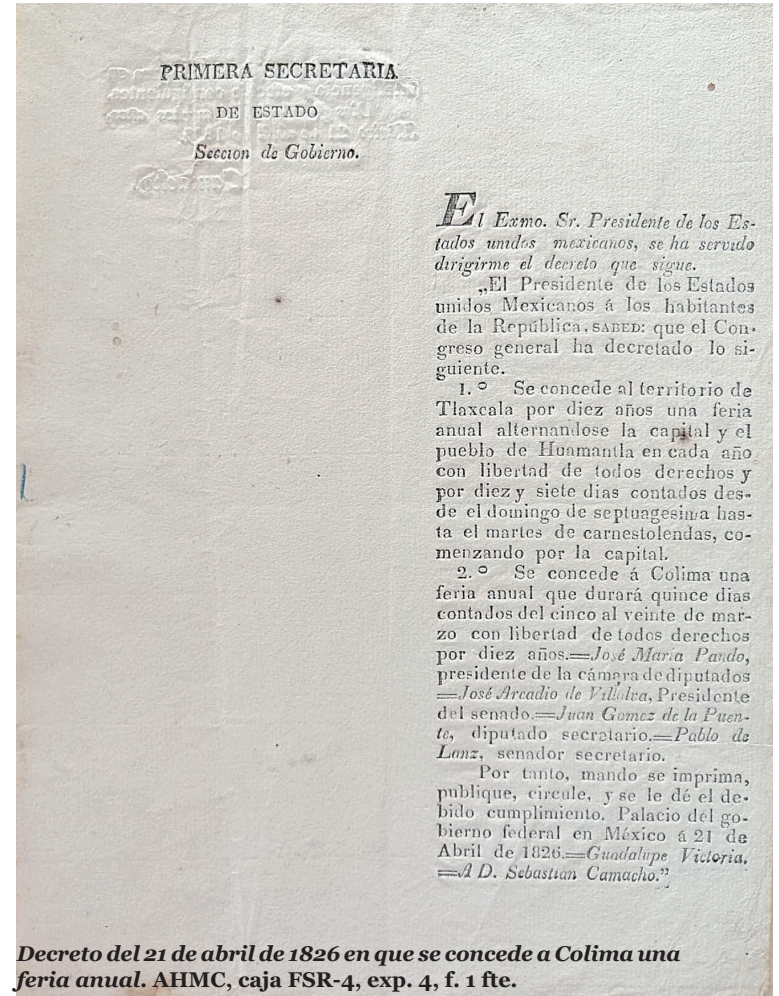 PRIMERA SECRETARIA
DE ESTADO
Seccion de Gobierno.
El Exmo. Sr. Presidente de los Es-
tados unidos mexicanos, se ha servido
dirigirme el decreto que sigue.
„El Presidente de los Estados
unidos Mexicanos á los habitantes
de la República, SABED: que el Con-
greso general ha decretado lo si-
guiente.
1.º Se concede al territorio de
Tlaxcala por diez años una feria
anual alternandose la capital y el
pueblo de Huamantla en cada año
con libertad de todos derechos y
por diez y siete dias contados des-
de el domingo de septuagesima has-
ta el martes de carnestolendas, co-
menzando por la capital.
2.º Se concede á Colima una
feria anual que durará quince dias
contados del cinco al veinte de mar-
zo con libertad de todos derechos
por diez años.=José María Pando,
presidente de la cámara de diputados
=José Arcadio de Villalva, Presidente
del senado.=Juan Gomez de la Puen-
te, diputado secretario.=Pablo de
Lanz, senador secretario.
Por tanto, mando se imprima,
publique, circule, y se le dé el de-
bido cumplimiento. Palacio del go-
bierno federal en México á 21 de
Abril de 1826.=Guadalupe Victoria.
=A D. Sebastian Camacho.”
Decreto del 21 de abril de 1826 en que se concede a Colima una
feria anual. AHMC, caja FSR-4, exp. 4, f. 1 fte.